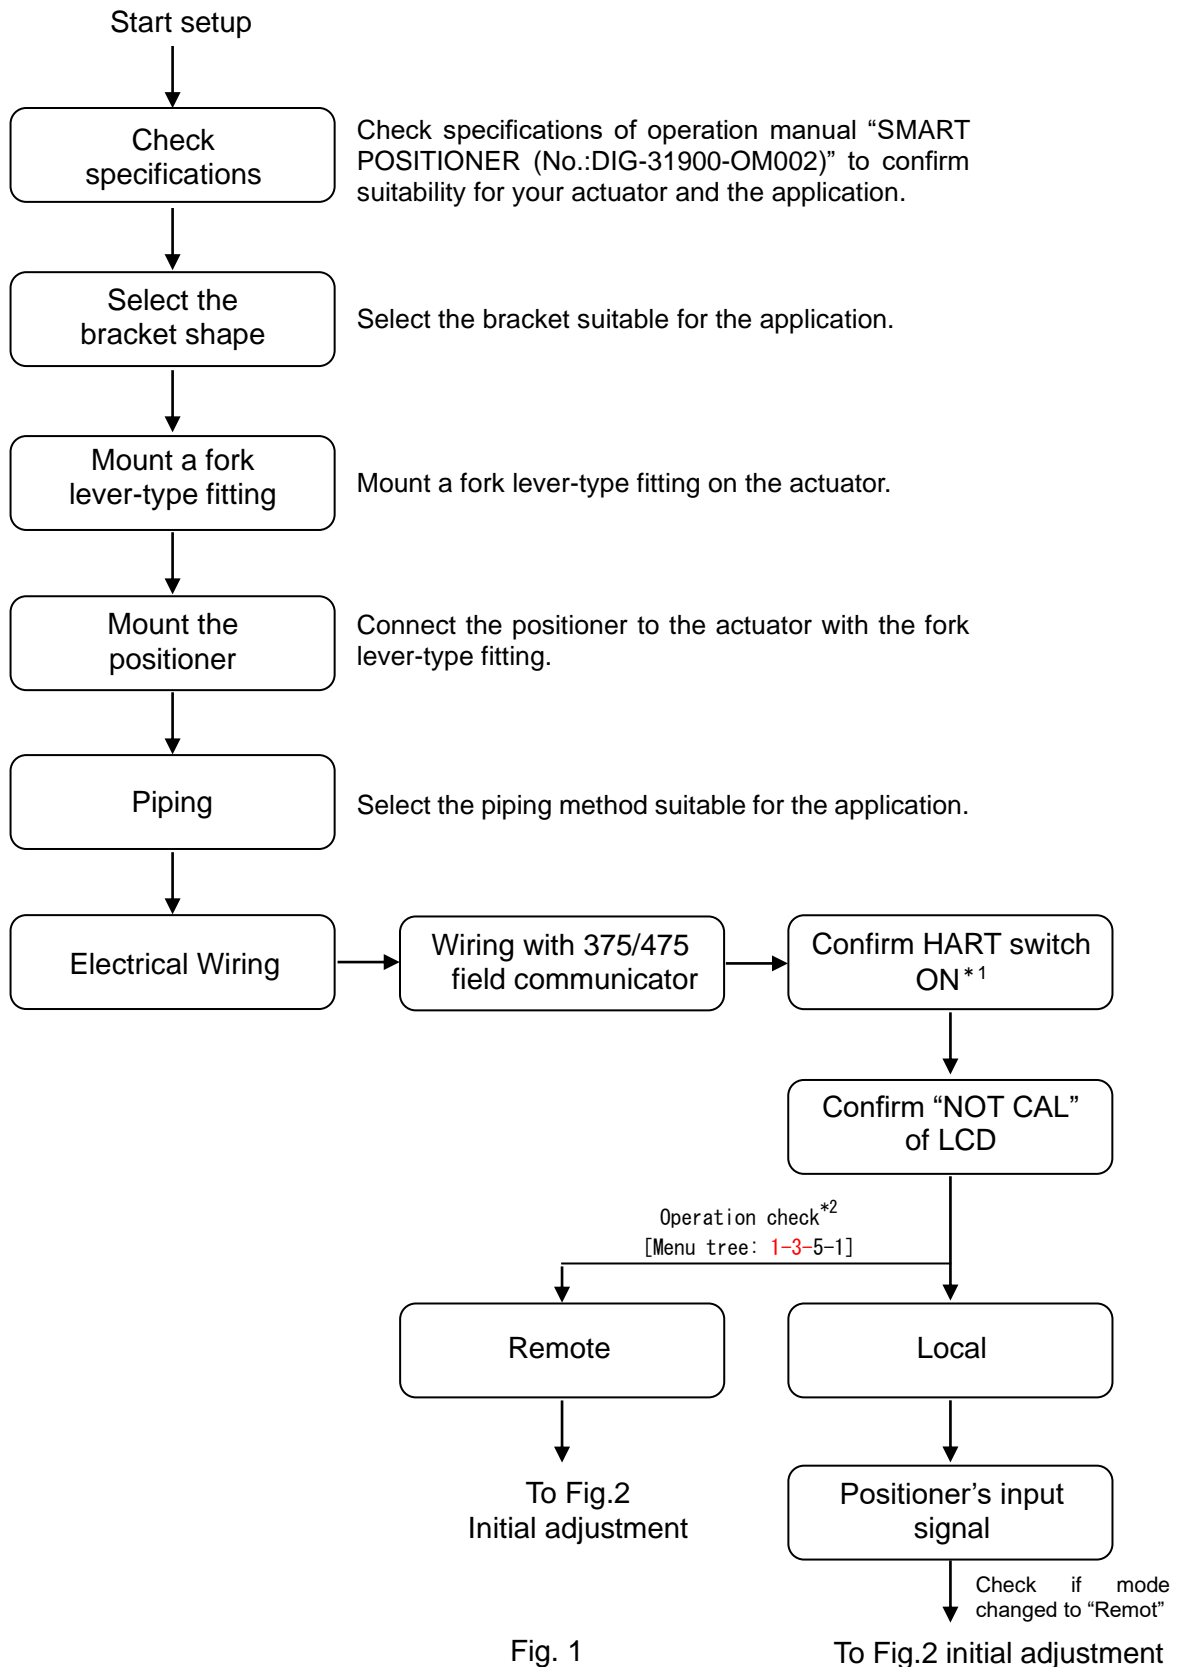 Start setup
Check
specifications
Check specifications of operation manual “SMART
POSITIONER (No.:DIG-31900-OM002)” to confirm
suitability for your actuator and the application.
Select the
bracket shape
Select the bracket suitable for the application.
Mount a fork
lever-type fitting
Mount a fork lever-type fitting on the actuator.
Mount the
positioner
Connect the positioner to the actuator with the fork
lever-type fitting.
Piping
Select the piping method suitable for the application.
Electrical Wiring
Wiring with 375/475
field communicator
Confirm HART switch
ON*1
Confirm “NOT CAL”
of LCD
Operation check*2
[Menu tree: 1-3-5-1]
Remote
Local
To Fig.2
Initial adjustment
Positioner’s input
signal
Check if mode
changed to “Remot”
Fig. 1
To Fig.2 initial adjustment